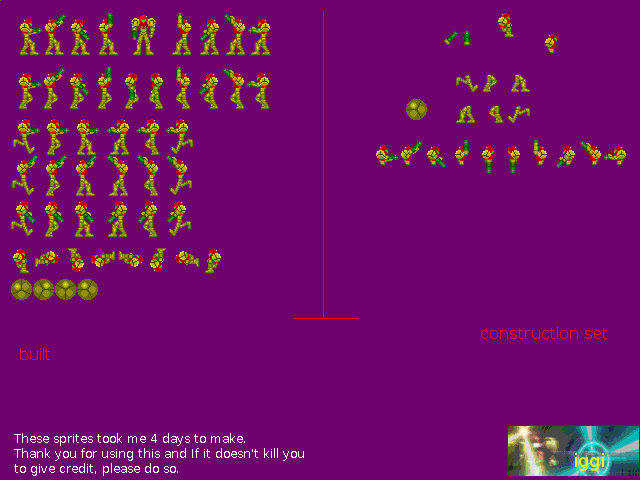 construction set
built
These sprites took me 4 days to make.
Thank you for using this and If it doesn't kill you
to give credit, please do so.
iggi